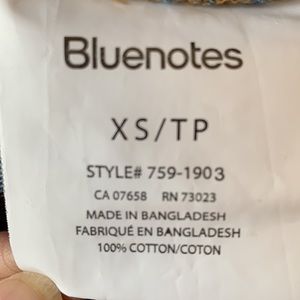 Bluenotes
XS/TP
STYLE# 759-1903
CA 07658 RN 73023
MADE IN BANGLADESH
FABRIQUÉ EN BANGLADESH
100% COTTON/COTON